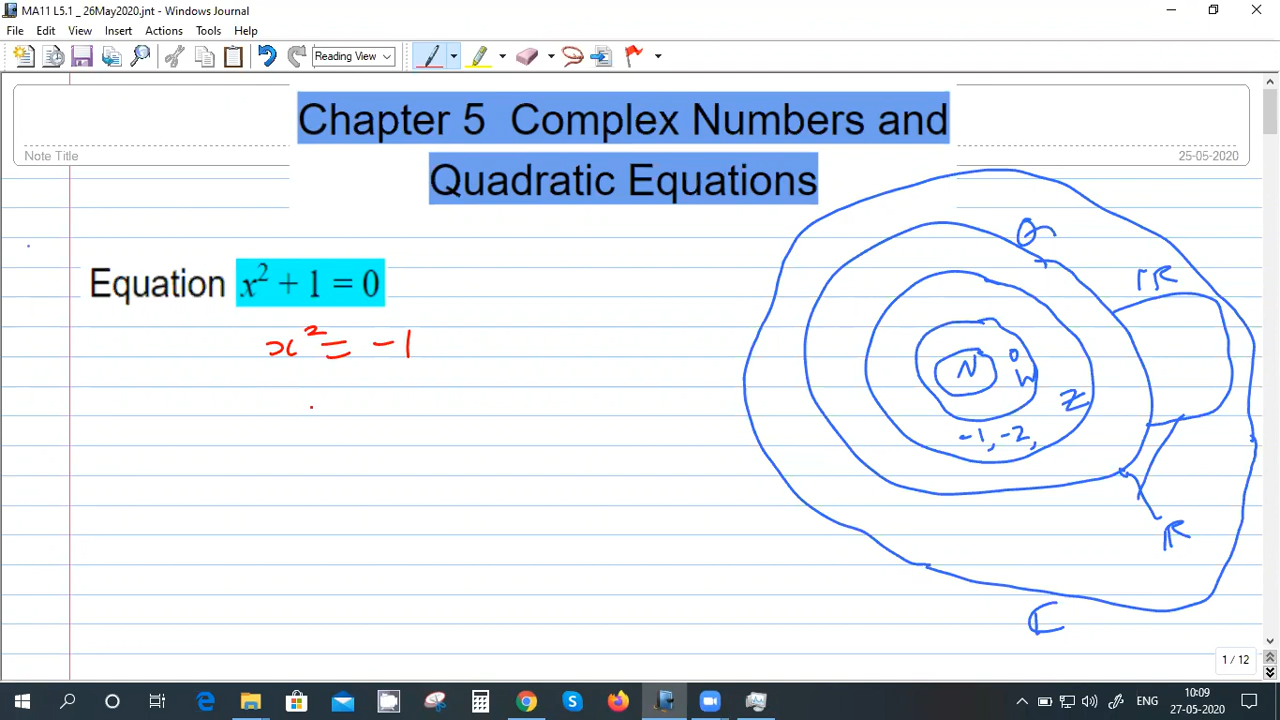 MA11 L5.1 _ 26May2020.jnt - Windows Journal
File Edit View Insert Actions Tools Help
Reading View
Chapter 5 Complex Numbers and
Quadratic Equations
Note Title
25-05-2020
Equation x² + 1 = 0
x² = -1
Q
IR
N
0
W
Z
-1, -2,
R
C
1 / 12
ENG
10:09
27-05-2020